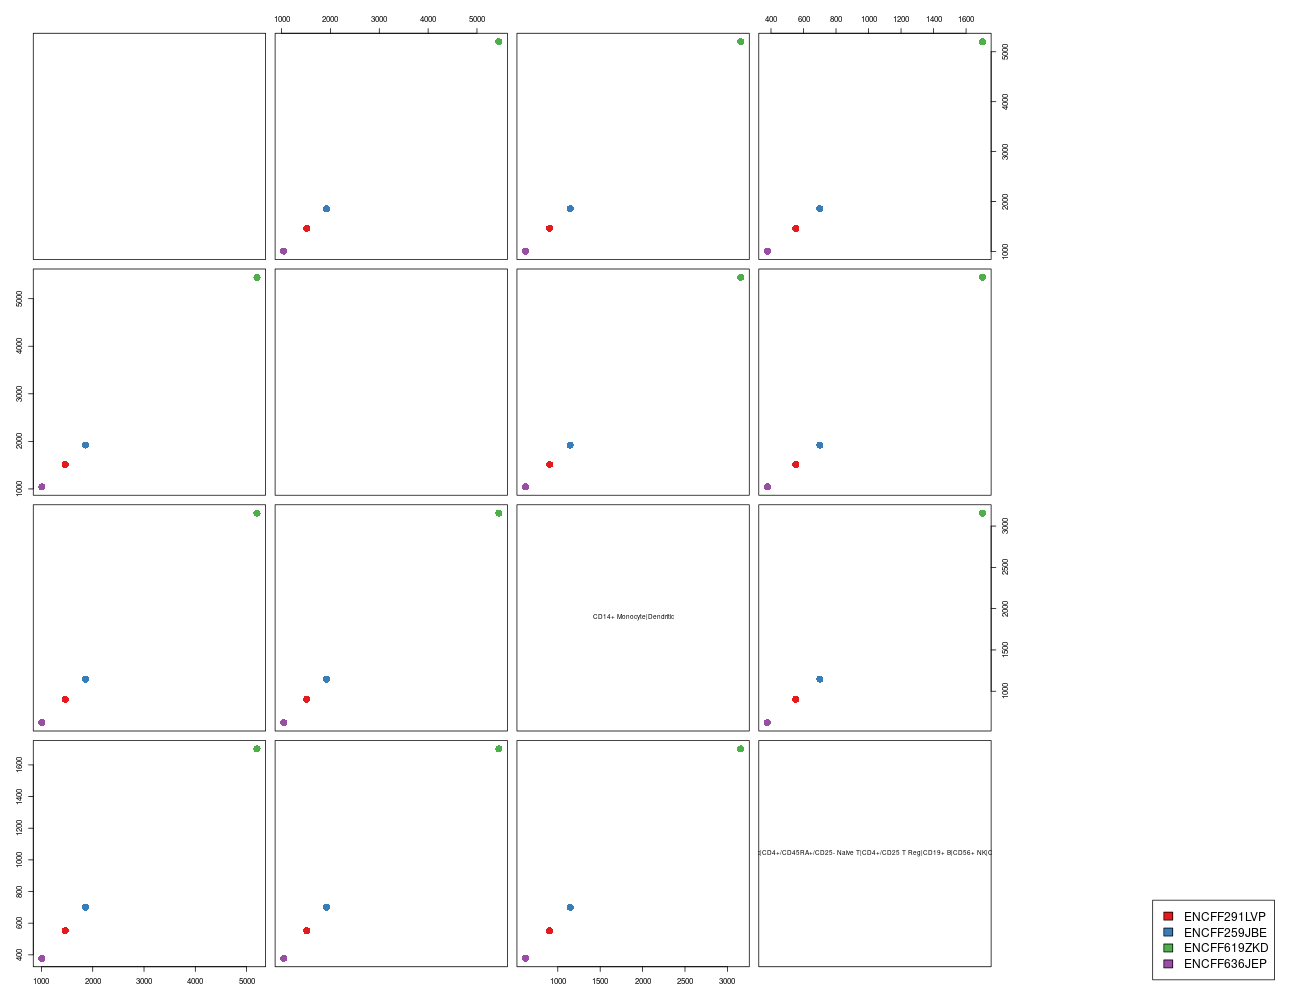 1000 2000 3000 4000 5000
400 600 800 1000 1200 1400 1600
1000 2000 3000 4000 5000
1000 2000 3000 4000 5000
CD14+ Monocyte|Dendritic
1000 1500 2000 2500 3000
|CD4+/CD45RA+/CD25- Naive T|CD4+/CD25 T Reg|CD19+ B|CD56+ NK|C
400 600 800 1000 1200 1400 1600
1000 2000 3000 4000 5000
1000 1500 2000 2500 3000
ENCFF291LVP
ENCFF259JBE
ENCFF619ZKD
ENCFF636JEP